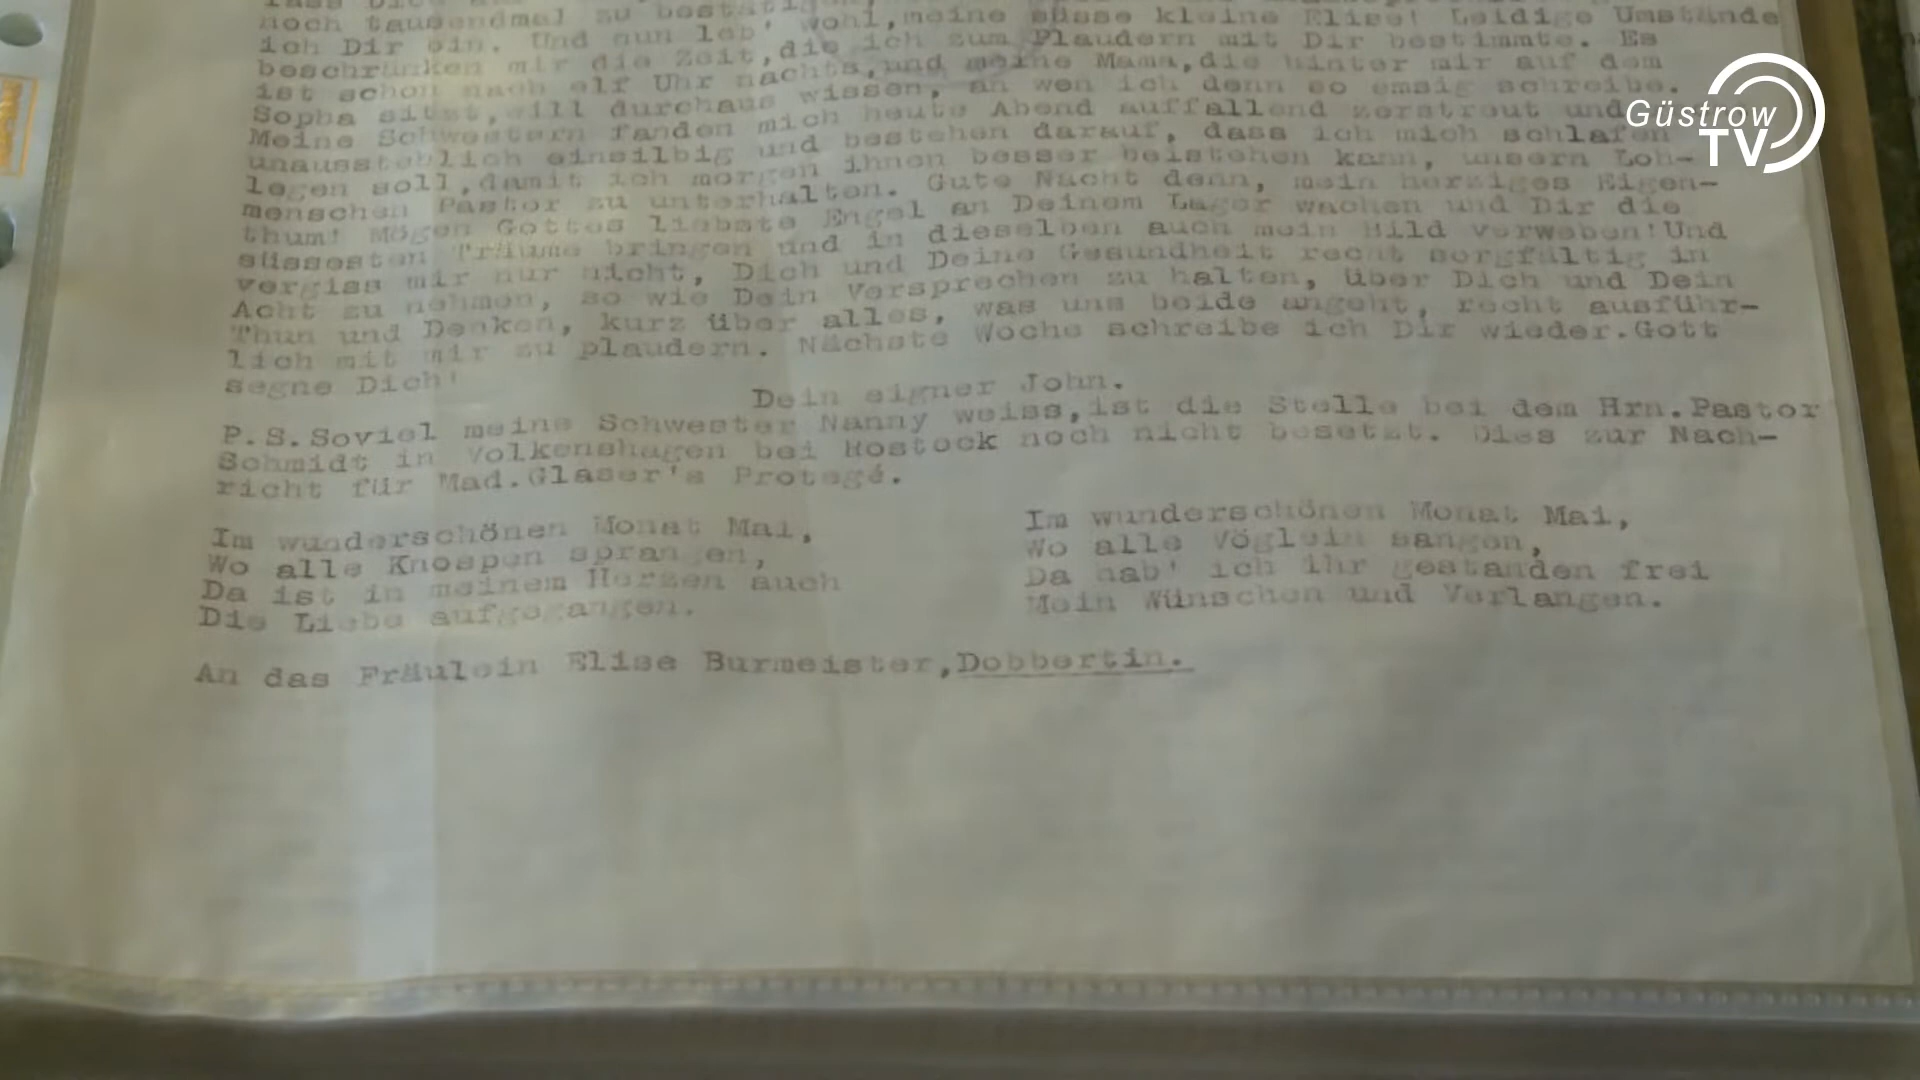 noch tausendmal zu bestätigen, wohl, meine süsse kleine Elise! Leidige Umstände
ich Dir ein. Und nun leb'
beschränken mir die Zeit, die ich zum Plaudern mit Dir bestimmte. Es
ist schon nach elf Uhr nachts, und meine Mama, die hinter mir auf dem
Sopha sitzt, will durchaus wissen, an wen ich denn so emsig schreibe.
Meine Schwestern fanden mich heute Abend auffallend zerstreut und
unausstehlich einsilbig und bestehen darauf, dass ich mich schlafen
legen soll, damit ich morgen ihnen besser beistehen kann, unsern Loh-
menschen Pastor zu unterhalten. Gute Nacht denn, mein herziges Eigen-
thum! Mögen Gottes liebste Engel an Deinem Lager wachen und Dir die
süssesten Träume bringen und in dieselben auch mein Bild verweben! Und
vergiss mir nur nicht, Dich und Deine Gesundheit recht sorgfältig in
Acht zu nehmen, so wie Dein Versprechen zu halten, über Dich und Dein
Thun und Denken, kurz über alles, was uns beide angeht, recht ausführ-
lich mit mir zu plaudern. Nächste Woche schreibe ich Dir wieder. Gott
segne Dich!
Dein eigner John.
P.S. Soviel meine Schwester Nanny weiss, ist die Stelle bei dem Hrn. Pastor
Schmidt in Volkenshagen bei Rostock noch nicht besetzt. Dies zur Nach-
richt für Mad. Glaser's Protegé.
Im wunderschönen Monat Mai,
Wo alle Knospen sprangen,
Da ist in meinem Herzen auch
Die Liebe aufgegangen.
Im wunderschönen Monat Mai,
Wo alle Vöglein sangen,
Da hab' ich ihr gestanden frei
Mein Wünschen und Verlangen.
An das Fräulein Elise Burmeister, Dobbertin.
Güstrow
TV